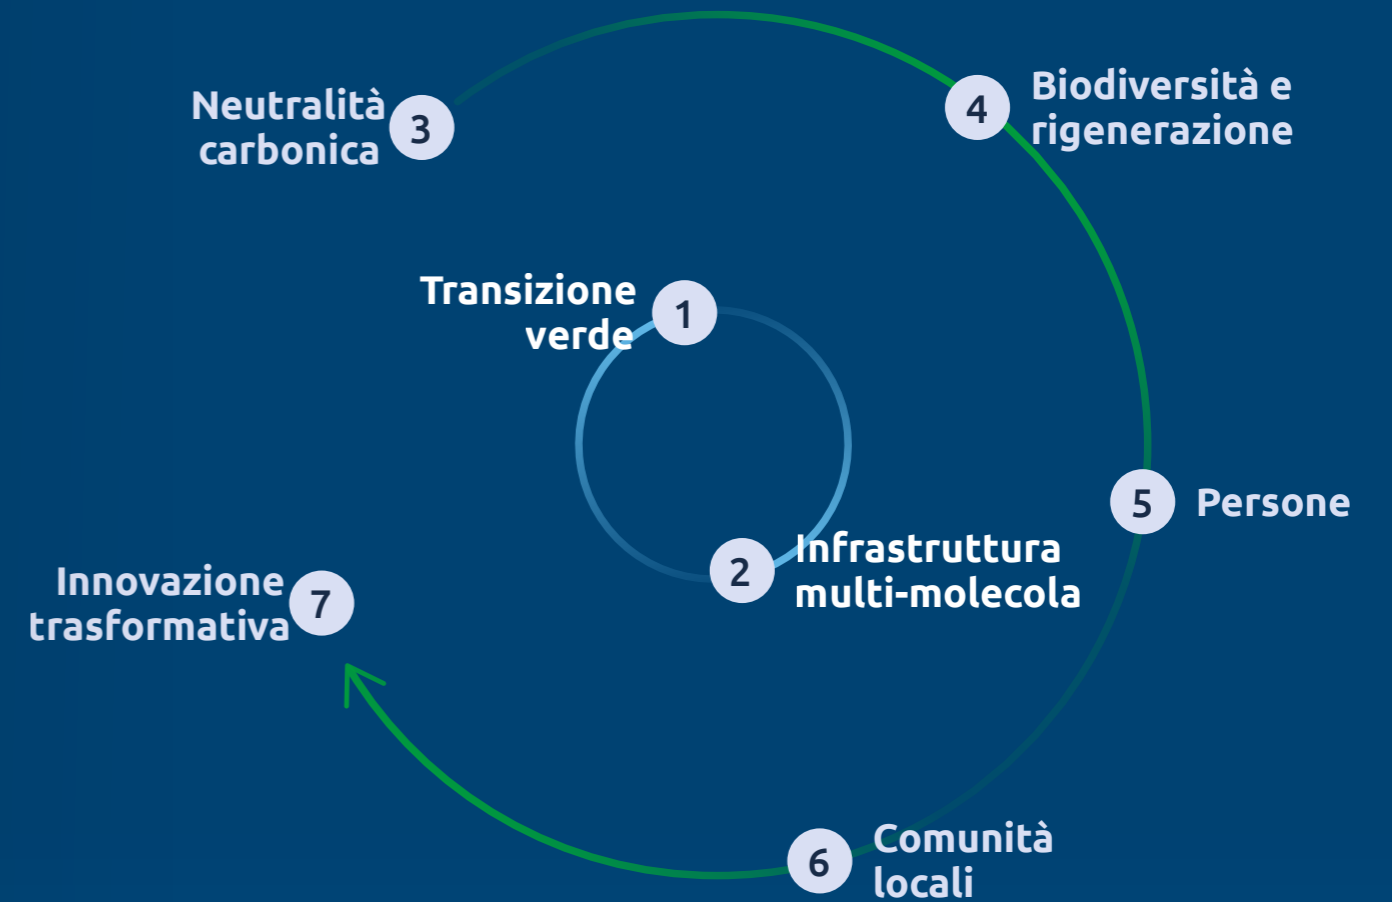 1
Transizione
verde
2
Infrastruttura
multi-molecola
3
Neutralità
carbonica
4
Biodiversità e
rigenerazione
5
Persone
6
Comunità
locali
7
Innovazione
trasformativa